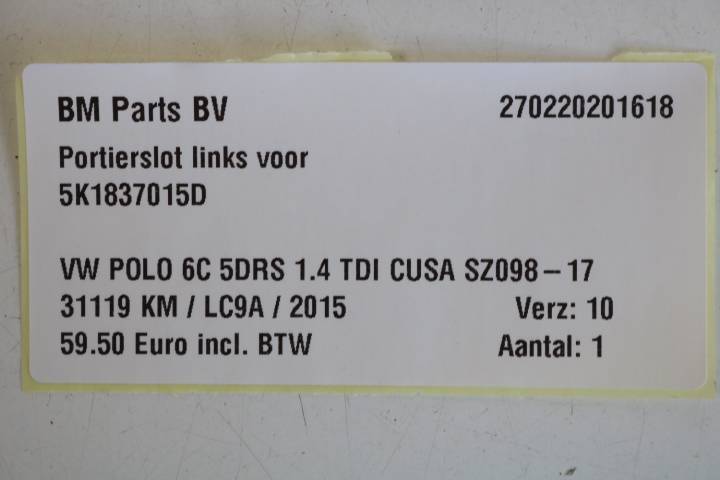 BM Parts BV 270220201618
Portierslot links voor
5K1837015D
VW POLO 6C 5DRS 1.4 TDI CUSA SZ098-17
31119 KM / LC9A / 2015 Verz: 10
59.50 Euro incl. BTW Aantal: 1